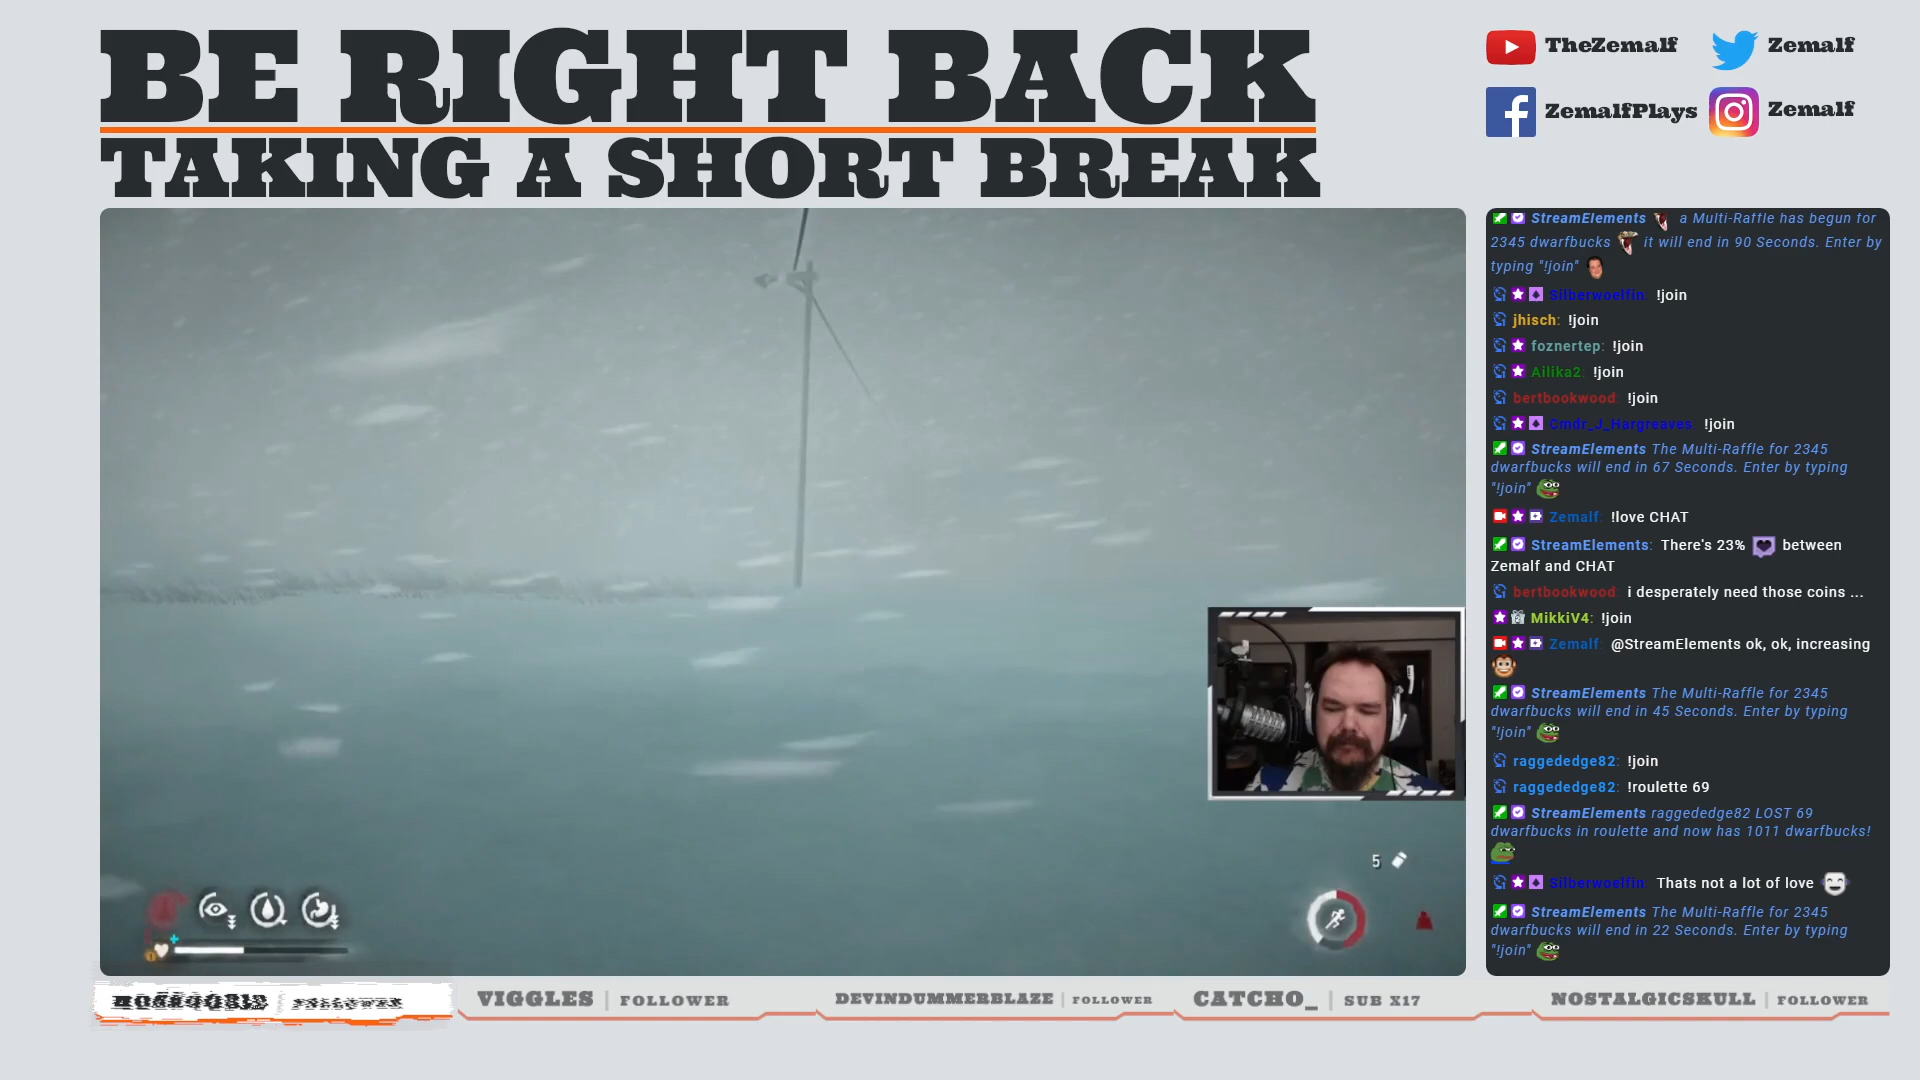 BE RIGHT BACK
TAKING A SHORT BREAK
TheZemalf
Zemalf
ZemalfPlays
Zemalf
StreamElements a Multi-Raffle has begun for
2345 dwarfbucks it will end in 90 Seconds. Enter by
typing "!join"
Silberwoelfin: !join
jhisch: !join
foznertep: !join
Ailika2: !join
bertbookwood: !join
Cmdr_J_Hargreaves: !join
StreamElements The Multi-Raffle for 2345
dwarfbucks will end in 67 Seconds. Enter by typing
"!join"
Zemalf: !love CHAT
StreamElements: There's 23% between
Zemalf and CHAT
bertbookwood: i desperately need those coins ...
MikkiV4: !join
Zemalf: @StreamElements ok, ok, increasing
StreamElements The Multi-Raffle for 2345
dwarfbucks will end in 45 Seconds. Enter by typing
"!join"
raggededge82: !join
raggededge82: !roulette 69
StreamElements raggededge82 LOST 69
dwarfbucks in roulette and now has 1011 dwarfbucks!
Silberwoelfin: Thats not a lot of love
StreamElements The Multi-Raffle for 2345
dwarfbucks will end in 22 Seconds. Enter by typing
"!join"
5
VIGGLES | FOLLOWER
DEVINDUMMERBLAZE | FOLLOWER
CATCHO_ | SUB X17
NOSTALGICSKULL | FOLLOWER